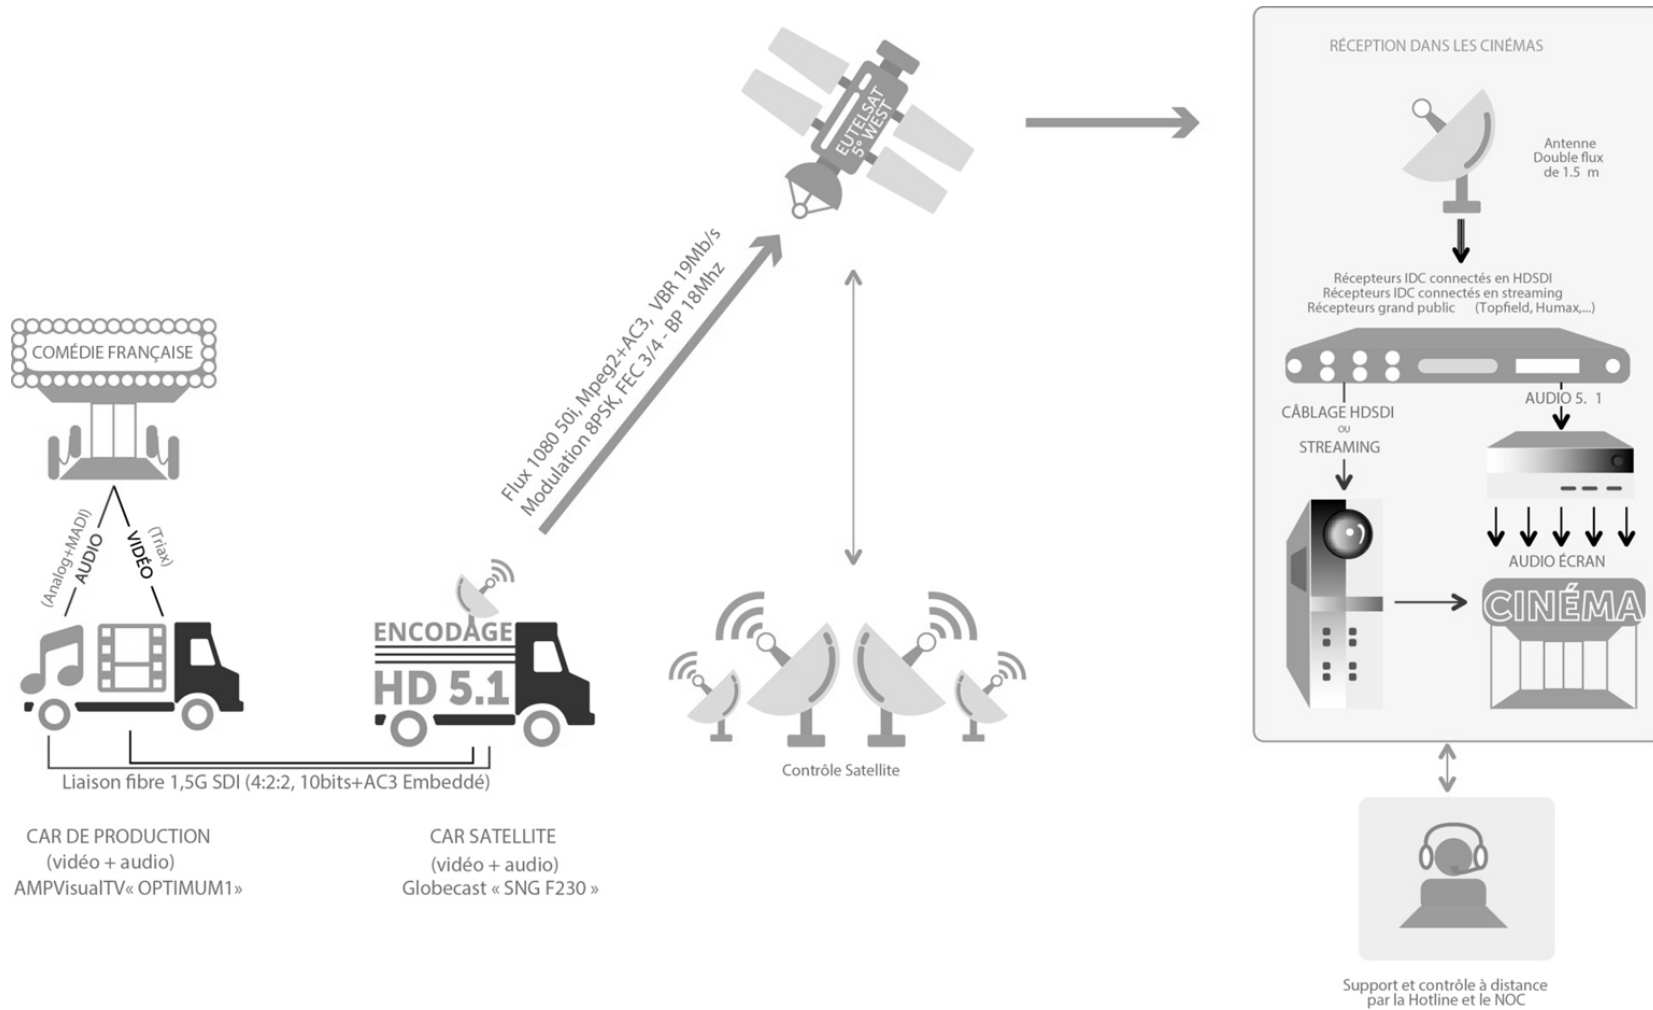 COMÉDIE FRANÇAISE
(Analog+MADI)
AUDIO
VIDÉO
(Triax)
ENCODAGE
HD 5.1
Liaison fibre 1,5G SDI (4:2:2, 10bits+AC3 Embeddé)
CAR DE PRODUCTION
(vidéo + audio)
AMPVisualTV« OPTIMUM1»
CAR SATELLITE
(vidéo + audio)
Globecast « SNG F230 »
Flux 1080 50i, Mpeg2+AC3, VBR 19Mb/s
Modulation 8PSK, FEC 3/4 - BP 18Mhz
EUTELSAT
5° WEST
Contrôle Satellite
RÉCEPTION DANS LES CINÉMAS
Antenne
Double flux
de 1.5 m
Récepteurs IDC connectés en HDSDI
Récepteurs IDC connectés en streaming
Récepteurs grand public (Topfield, Humax,...)
CÂBLAGE HDSDI
OU
STREAMING
AUDIO 5. 1
AUDIO ÉCRAN
CINÉMA
Support et contrôle à distance
par la Hotline et le NOC